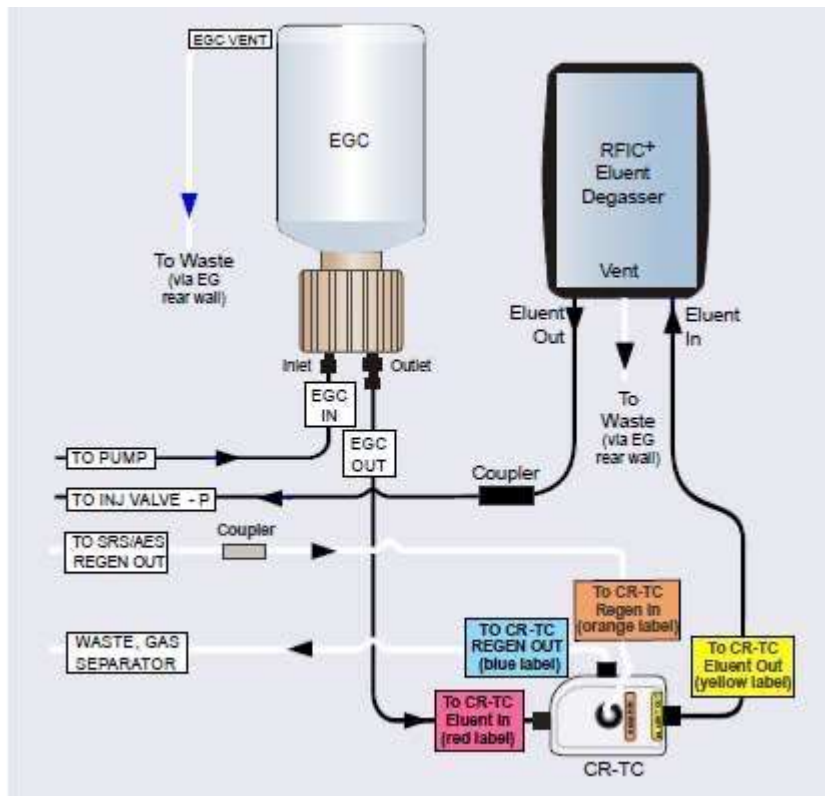 EGC VENT
EGC
RFIC+
Eluent
Degasser
Vent
To Waste
(via EG
rear wall)
Eluent
Out
Eluent
In
Inlet
Outlet
EGC
IN
To
Waste
(via EG
rear wall)
EGC
OUT
TO PUMP
Coupler
TO INJ VALVE - P
TO SRS/AES
REGEN OUT
Coupler
To CR-TC
Regen In
(orange label)
TO CR-TC
REGEN OUT
(blue label)
WASTE, GAS
SEPARATOR
To CR-TC
Eluent Out
(yellow label)
To CR-TC
Eluent In
(red label)
CR-TC